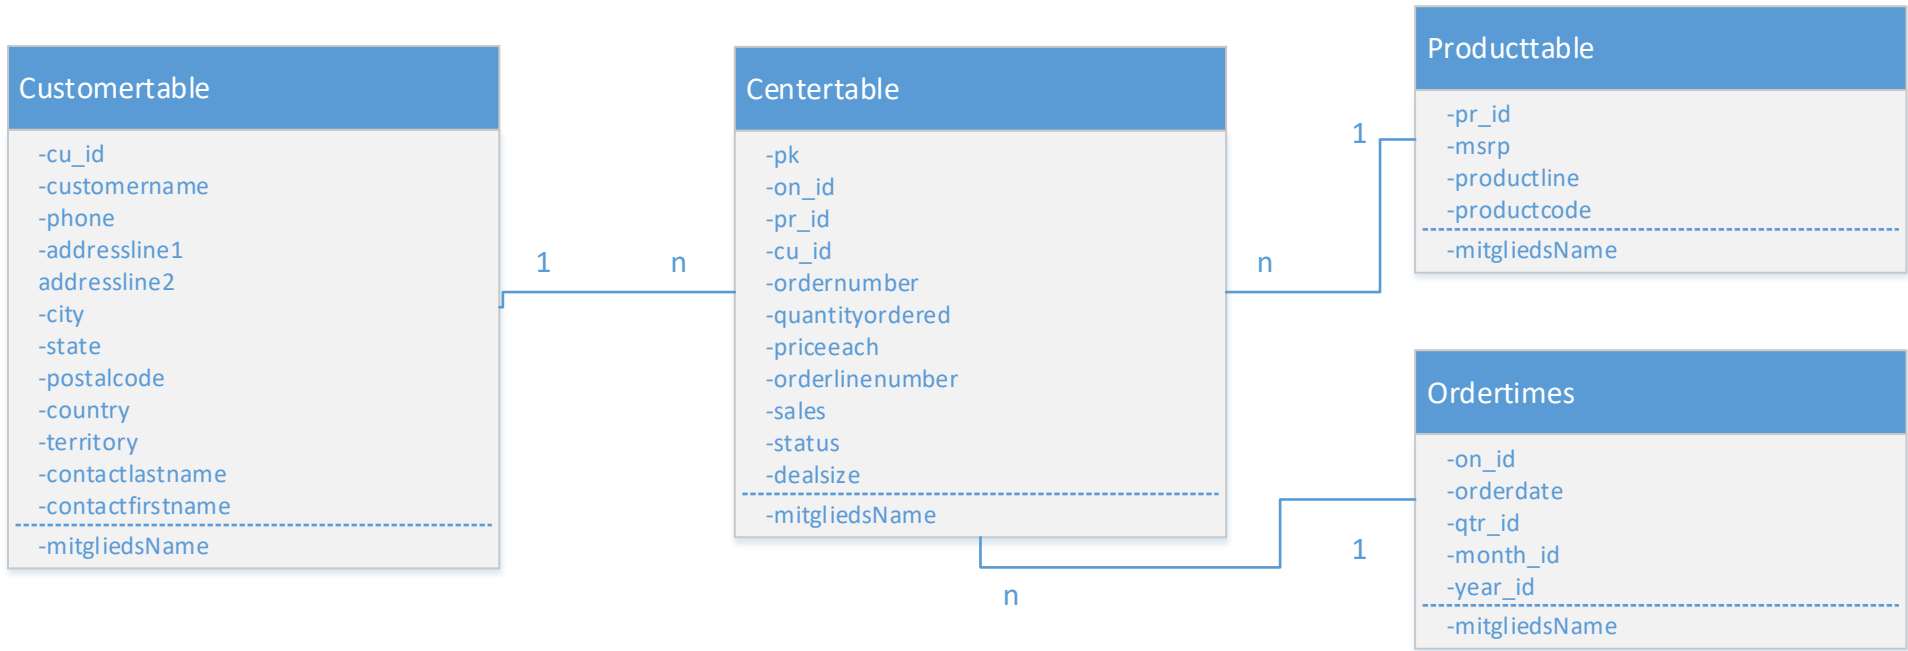 Customertable
-cu_id
-customername
-phone
-addressline1
addressline2
-city
-state
-postalcode
-country
-territory
-contactlastname
-contactfirstname
-mitgliedsName
1
n
Centertable
-pk
-on_id
-pr_id
-cu_id
-ordernumber
-quantityordered
-priceeach
-orderlinenumber
-sales
-status
-dealsize
-mitgliedsName
n
1
n
1
Producttable
-pr_id
-msrp
-productline
-productcode
-mitgliedsName
Ordertimes
-on_id
-orderdate
-qtr_id
-month_id
-year_id
-mitgliedsName